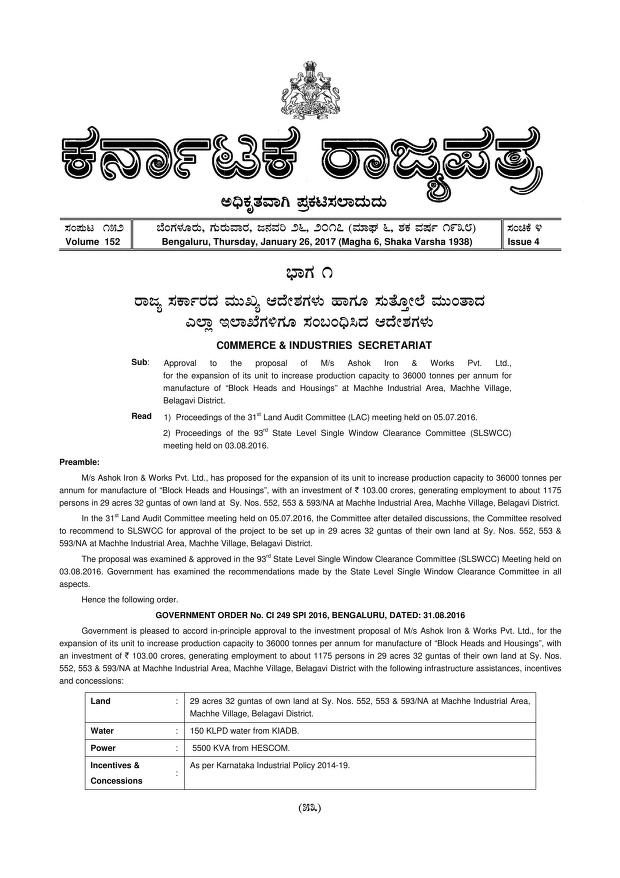 ಕರ್ನಾಟಕ ರಾಜ್ಯಪತ್ರ
ಅಧಿಕೃತವಾಗಿ ಪ್ರಕಟಿಸಲಾದುದು
ಸಂಪುಟ ೧೫೨
Volume 152
ಬೆಂಗಳೂರು, ಗುರುವಾರ, ಜನವರಿ ೨೬, ೨೦೧೭ (ಮಾಘ ೬, ಶಕ ವರ್ಷ ೧೯೩೮)
Bengaluru, Thursday, January 26, 2017 (Magha 6, Shaka Varsha 1938)
ಸಂಚಿಕೆ ೪
Issue 4
ಭಾಗ ೧
ರಾಜ್ಯ ಸರ್ಕಾರದ ಮುಖ್ಯ ಆದೇಶಗಳು ಹಾಗೂ ಸುತ್ತೋಲೆ ಮುಂತಾದ
ಎಲ್ಲಾ ಇಲಾಖೆಗಳಿಗೂ ಸಂಬಂಧಿಸಿದ ಆದೇಶಗಳು
C0MMERCE & INDUSTRIES SECRETARIAT
Sub: Approval to the proposal of M/s Ashok Iron & Works Pvt. Ltd.,
for the expansion of its unit to increase production capacity to 36000 tonnes per annum for
manufacture of “Block Heads and Housings” at Machhe Industrial Area, Machhe Village,
Belagavi District.
Read 1) Proceedings of the 31st Land Audit Committee (LAC) meeting held on 05.07.2016.
2) Proceedings of the 93rd State Level Single Window Clearance Committee (SLSWCC)
meeting held on 03.08.2016.
Preamble:
M/s Ashok Iron & Works Pvt. Ltd., has proposed for the expansion of its unit to increase production capacity to 36000 tonnes per
annum for manufacture of “Block Heads and Housings”, with an investment of ₹ 103.00 crores, generating employment to about 1175
persons in 29 acres 32 guntas of own land at Sy. Nos. 552, 553 & 593/NA at Machhe Industrial Area, Machhe Village, Belagavi District.
In the 31st Land Audit Committee meeting held on 05.07.2016, the Committee after detailed discussions, the Committee resolved
to recommend to SLSWCC for approval of the project to be set up in 29 acres 32 guntas of their own land at Sy. Nos. 552, 553 &
593/NA at Machhe Industrial Area, Machhe Village, Belagavi District.
The proposal was examined & approved in the 93rd State Level Single Window Clearance Committee (SLSWCC) Meeting held on
03.08.2016. Government has examined the recommendations made by the State Level Single Window Clearance Committee in all
aspects.
Hence the following order.
GOVERNMENT ORDER No. CI 249 SPI 2016, BENGALURU, DATED: 31.08.2016
Government is pleased to accord in-principle approval to the investment proposal of M/s Ashok Iron & Works Pvt. Ltd., for the
expansion of its unit to increase production capacity to 36000 tonnes per annum for manufacture of “Block Heads and Housings”, with
an investment of ₹ 103.00 crores, generating employment to about 1175 persons in 29 acres 32 guntas of their own land at Sy. Nos.
552, 553 & 593/NA at Machhe Industrial Area, Machhe Village, Belagavi District with the following infrastructure assistances, incentives
and concessions:
Land : 29 acres 32 guntas of own land at Sy. Nos. 552, 553 & 593/NA at Machhe Industrial Area,
Machhe Village, Belagavi District.
Water : 150 KLPD water from KIADB.
Power : 5500 KVA from HESCOM.
Incentives &
Concessions : As per Karnataka Industrial Policy 2014-19.
(೫೩)